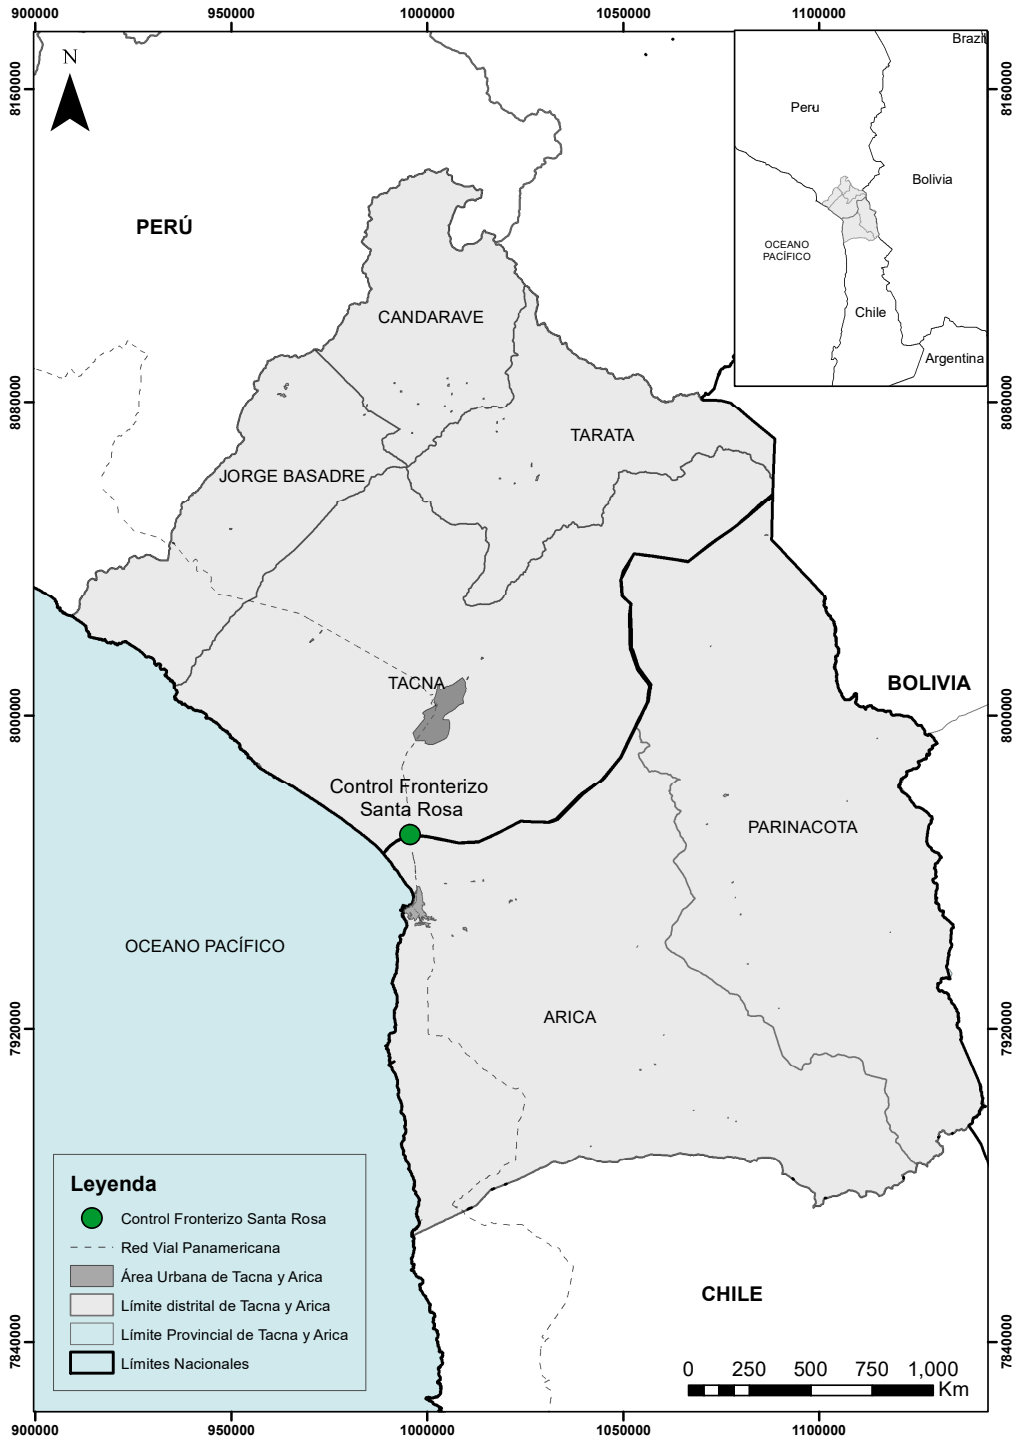 900000 950000 1000000 1050000 1100000
8160000
8160000
N
Brazil
Peru
Bolivia
OCEANO
PACÍFICO
Chile
Argentina
PERÚ
CANDARAVE
8080000
8080000
TARATA
JORGE BASADRE
TACNA
BOLIVIA
8000000
8000000
Control Fronterizo
Santa Rosa
PARINACOTA
OCEANO PACÍFICO
ARICA
7920000
7920000
Leyenda
Control Fronterizo Santa Rosa
Red Vial Panamericana
Área Urbana de Tacna y Arica
Límite distrital de Tacna y Arica
Límite Provincial de Tacna y Arica
Límites Nacionales
CHILE
7840000
7840000
0 250 500 750 1,000
Km
900000 950000 1000000 1050000 1100000